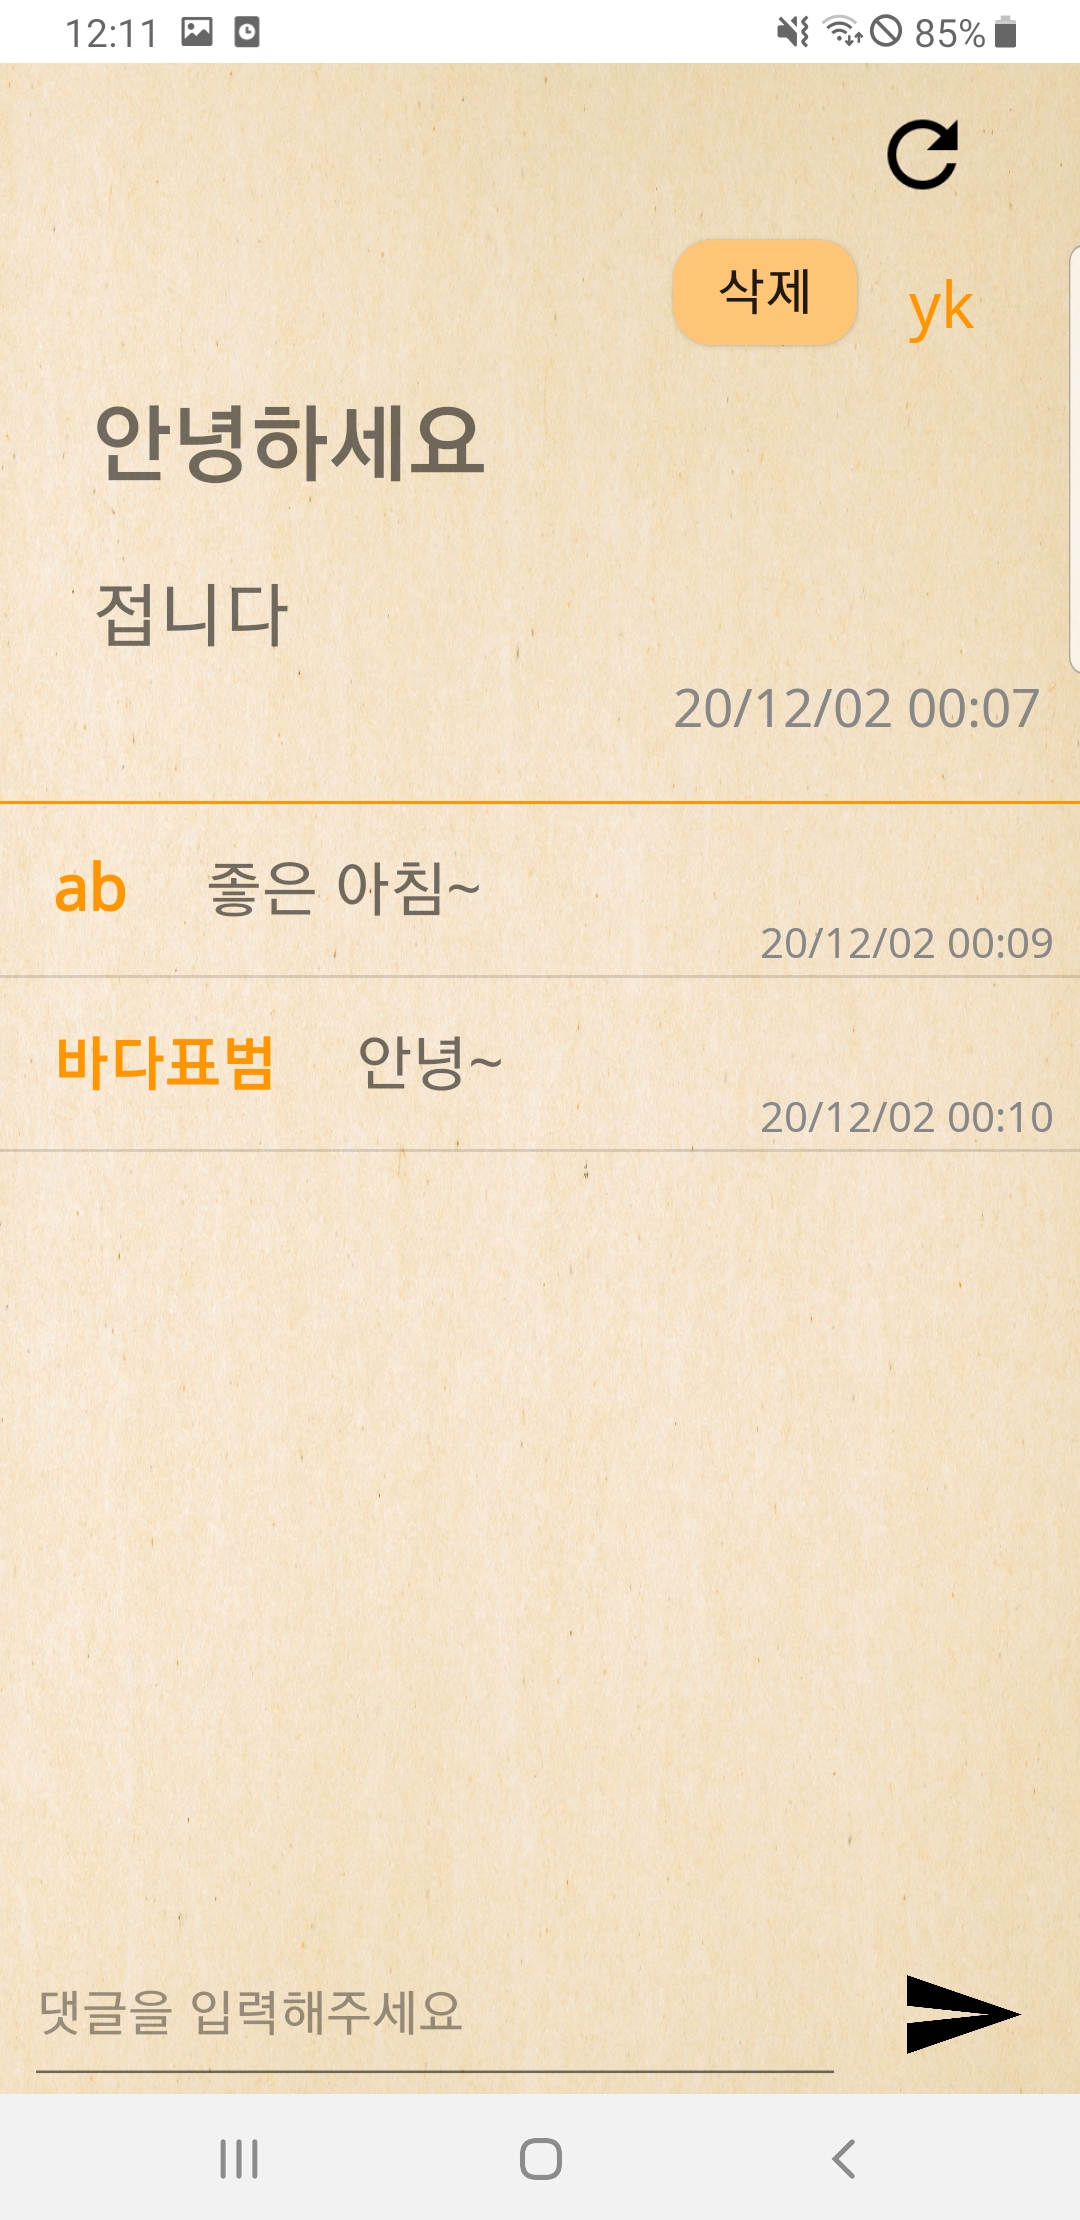 12:11 85%
삭제 yk
안녕하세요
접니다
20/12/02 00:07
ab 좋은 아침~
20/12/02 00:09
바다표범 안녕~
20/12/02 00:10
댓글을 입력해주세요